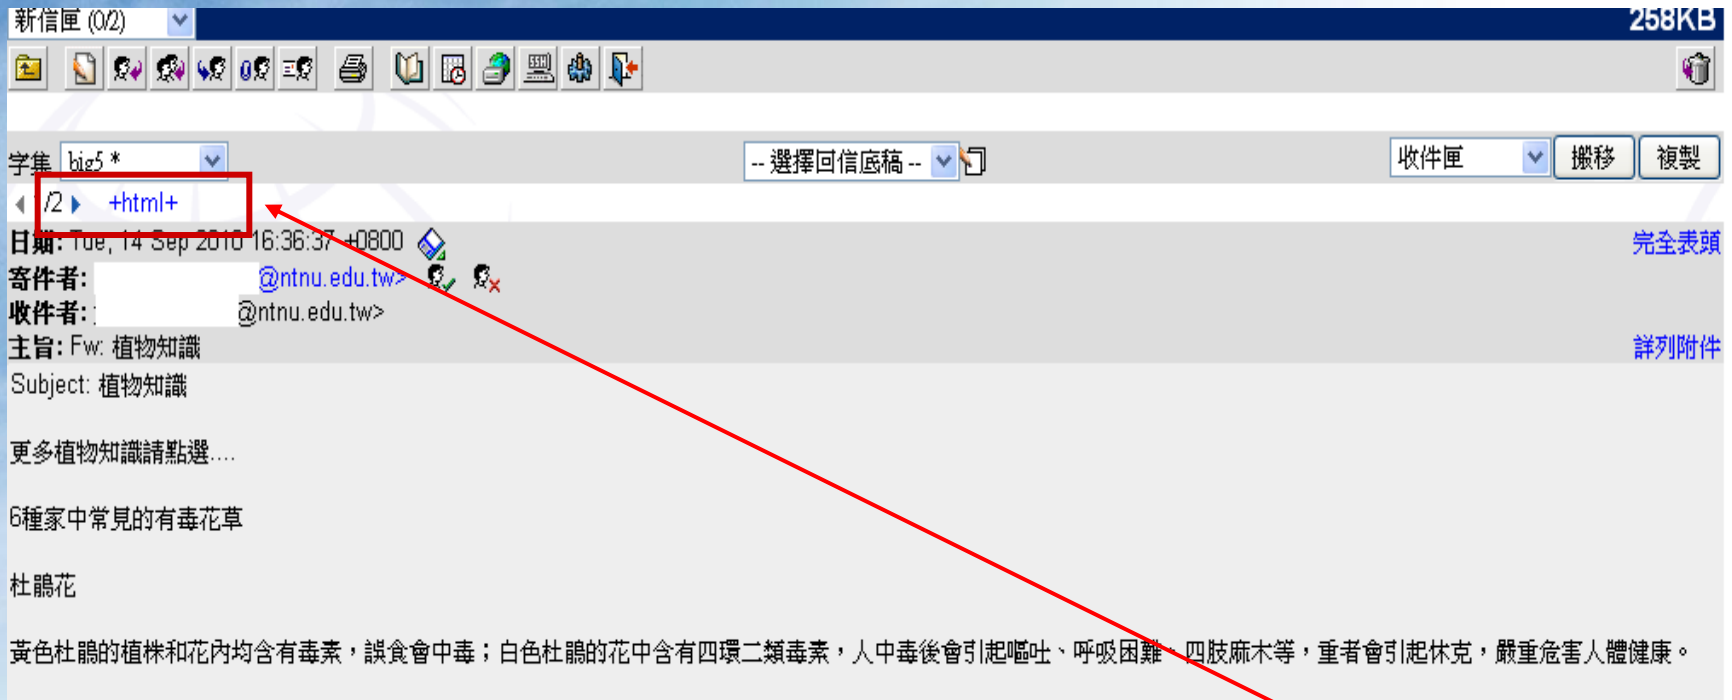 新信匣 (0/2) 258KB
字集 big5 * -- 選擇回信底稿 -- 收件匣 搬移 複製
/2 +html+
日期: Tue, 14 Sep 2010 16:36:37 +0800 完全表頭
寄件者: @ntnu.edu.tw>
收件者: @ntnu.edu.tw>
主旨: Fw: 植物知識 詳列附件
Subject: 植物知識
更多植物知識請點選....
6種家中常見的有毒花草
杜鵑花
黃色杜鵑的植株和花內均含有毒素，誤食會中毒；白色杜鵑的花中含有四環二類毒素，人中毒後會引起嘔吐、呼吸困難、四肢麻木等，重者會引起休克，嚴重危害人體健康。